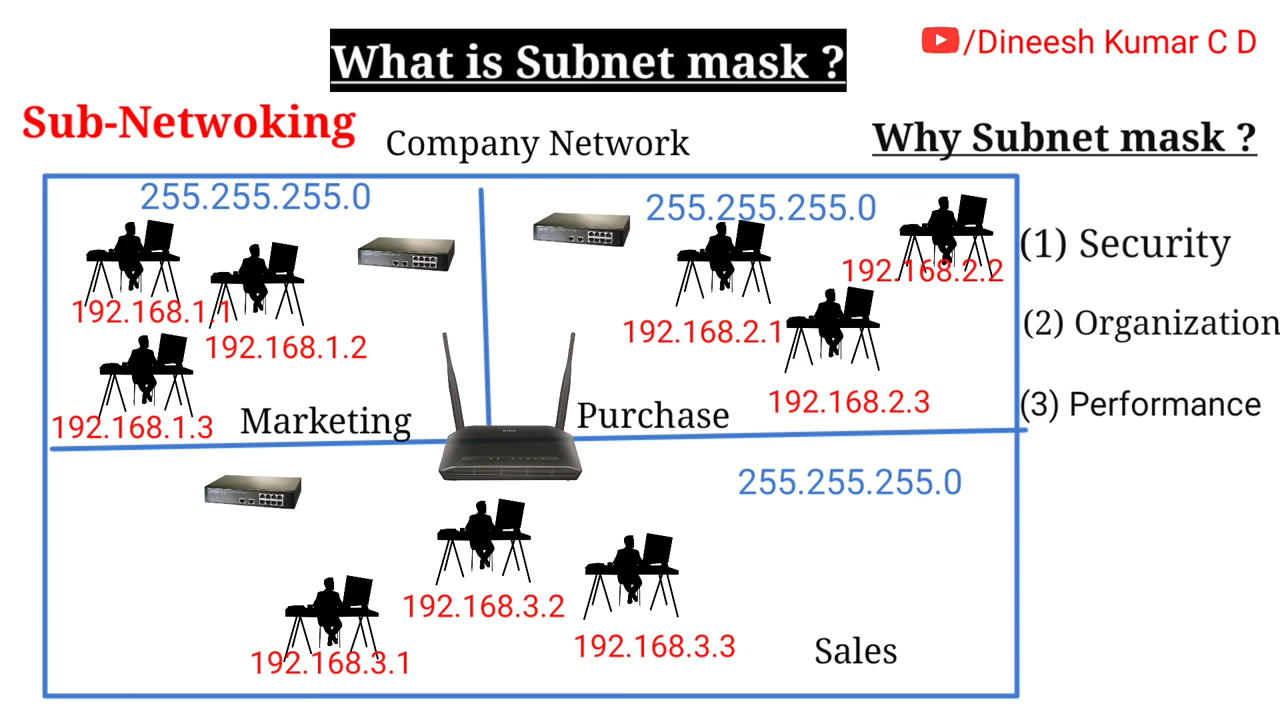 What is Subnet mask ?
/Dineesh Kumar C D
Sub-Netwoking
Company Network
Why Subnet mask ?
255.255.255.0
255.255.255.0
192.168.1.1
192.168.1.2
192.168.1.3
Marketing
192.168.2.2
192.168.2.1
192.168.2.3
Purchase
(1) Security
(2) Organization
(3) Performance
255.255.255.0
192.168.3.2
192.168.3.3
192.168.3.1
Sales